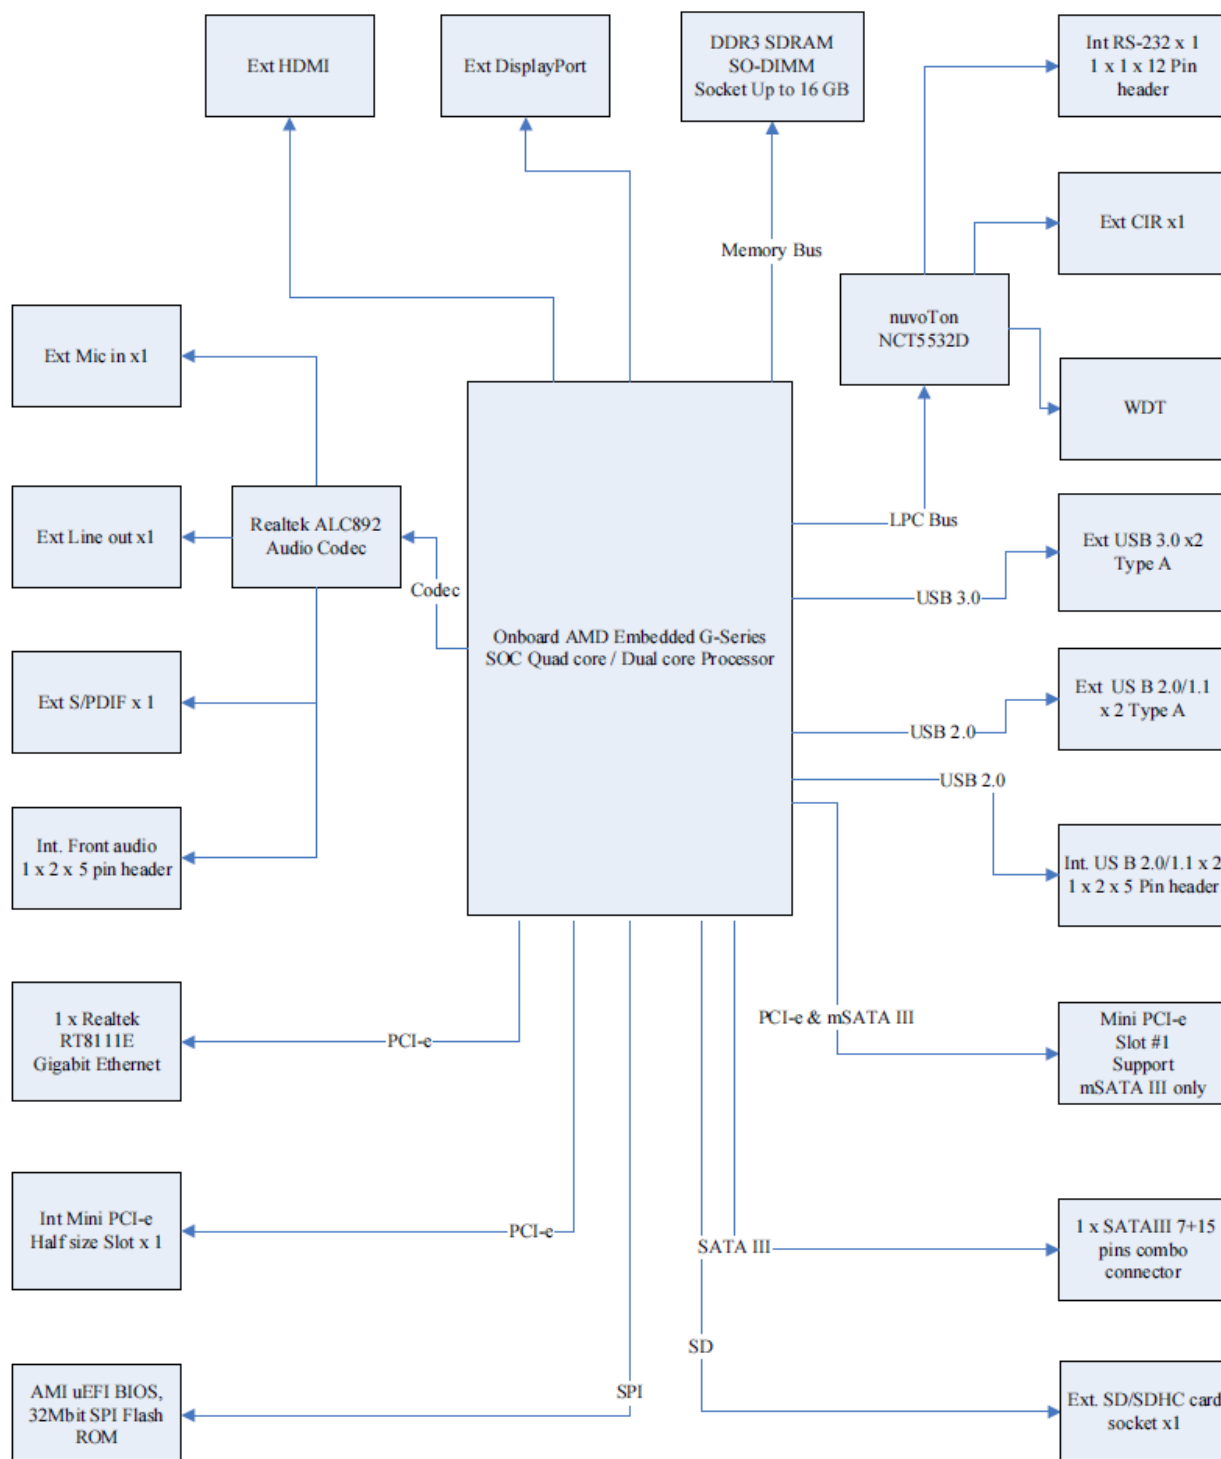 Ext HDMI
Ext DisplayPort
DDR3 SDRAM
SO-DIMM
Socket Up to 16 GB
Int RS-232 x 1
1 x 1 x 12 Pin
header
Ext CIR x1
Memory Bus
nuvoTon
NCT5532D
Ext Mic in x1
WDT
Ext Line out x1
Realtek ALC892
Audio Codec
LPC Bus
Ext USB 3.0 x2
Type A
Codec
USB 3.0
Onboard AMD Embedded G-Series
SOC Quad core / Dual core Processor
Ext S/PDIF x 1
Ext US B 2.0/1.1
x 2 Type A
USB 2.0
USB 2.0
Int. Front audio
1 x 2 x 5 pin header
Int. US B 2.0/1.1 x 2
1 x 2 x 5 Pin header
1 x Realtek
RT8111E
Gigabit Ethernet
PCI-e
PCI-e & mSATA III
Mini PCI-e
Slot #1
Support
mSATA III only
Int Mini PCI-e
Half size Slot x 1
PCI-e
SATA III
1 x SATAIII 7+15
pins combo
connector
SD
AMI uEFI BIOS,
32Mbit SPI Flash
ROM
SPI
Ext. SD/SDHC card
socket x1